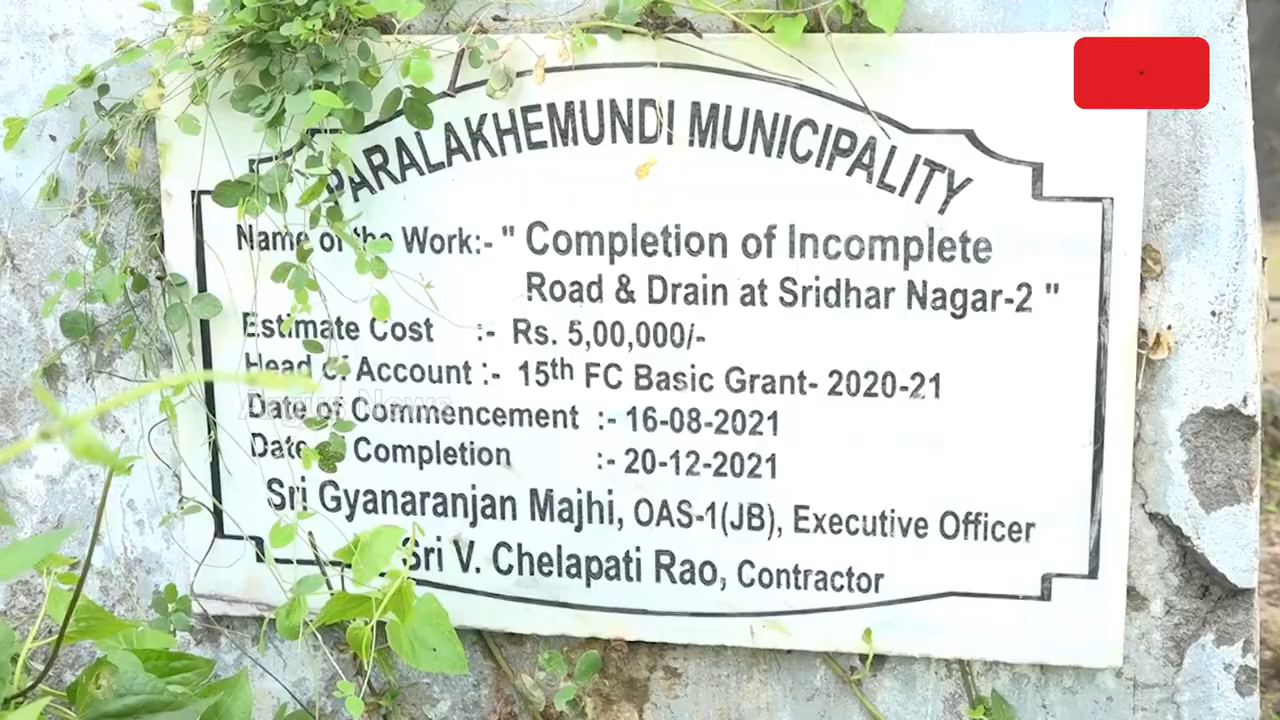 PARALAKHEMUNDI MUNICIPALITY
Name of the Work:- " Completion of Incomplete
Road & Drain at Sridhar Nagar-2 "
Estimate Cost :- Rs. 5,00,000/-
Head of Account :- 15th FC Basic Grant- 2020-21
Argus News
Date of Commencement :- 16-08-2021
Date of Completion :- 20-12-2021
Sri Gyanaranjan Majhi, OAS-1(JB), Executive Officer
Sri V. Chelapati Rao, Contractor